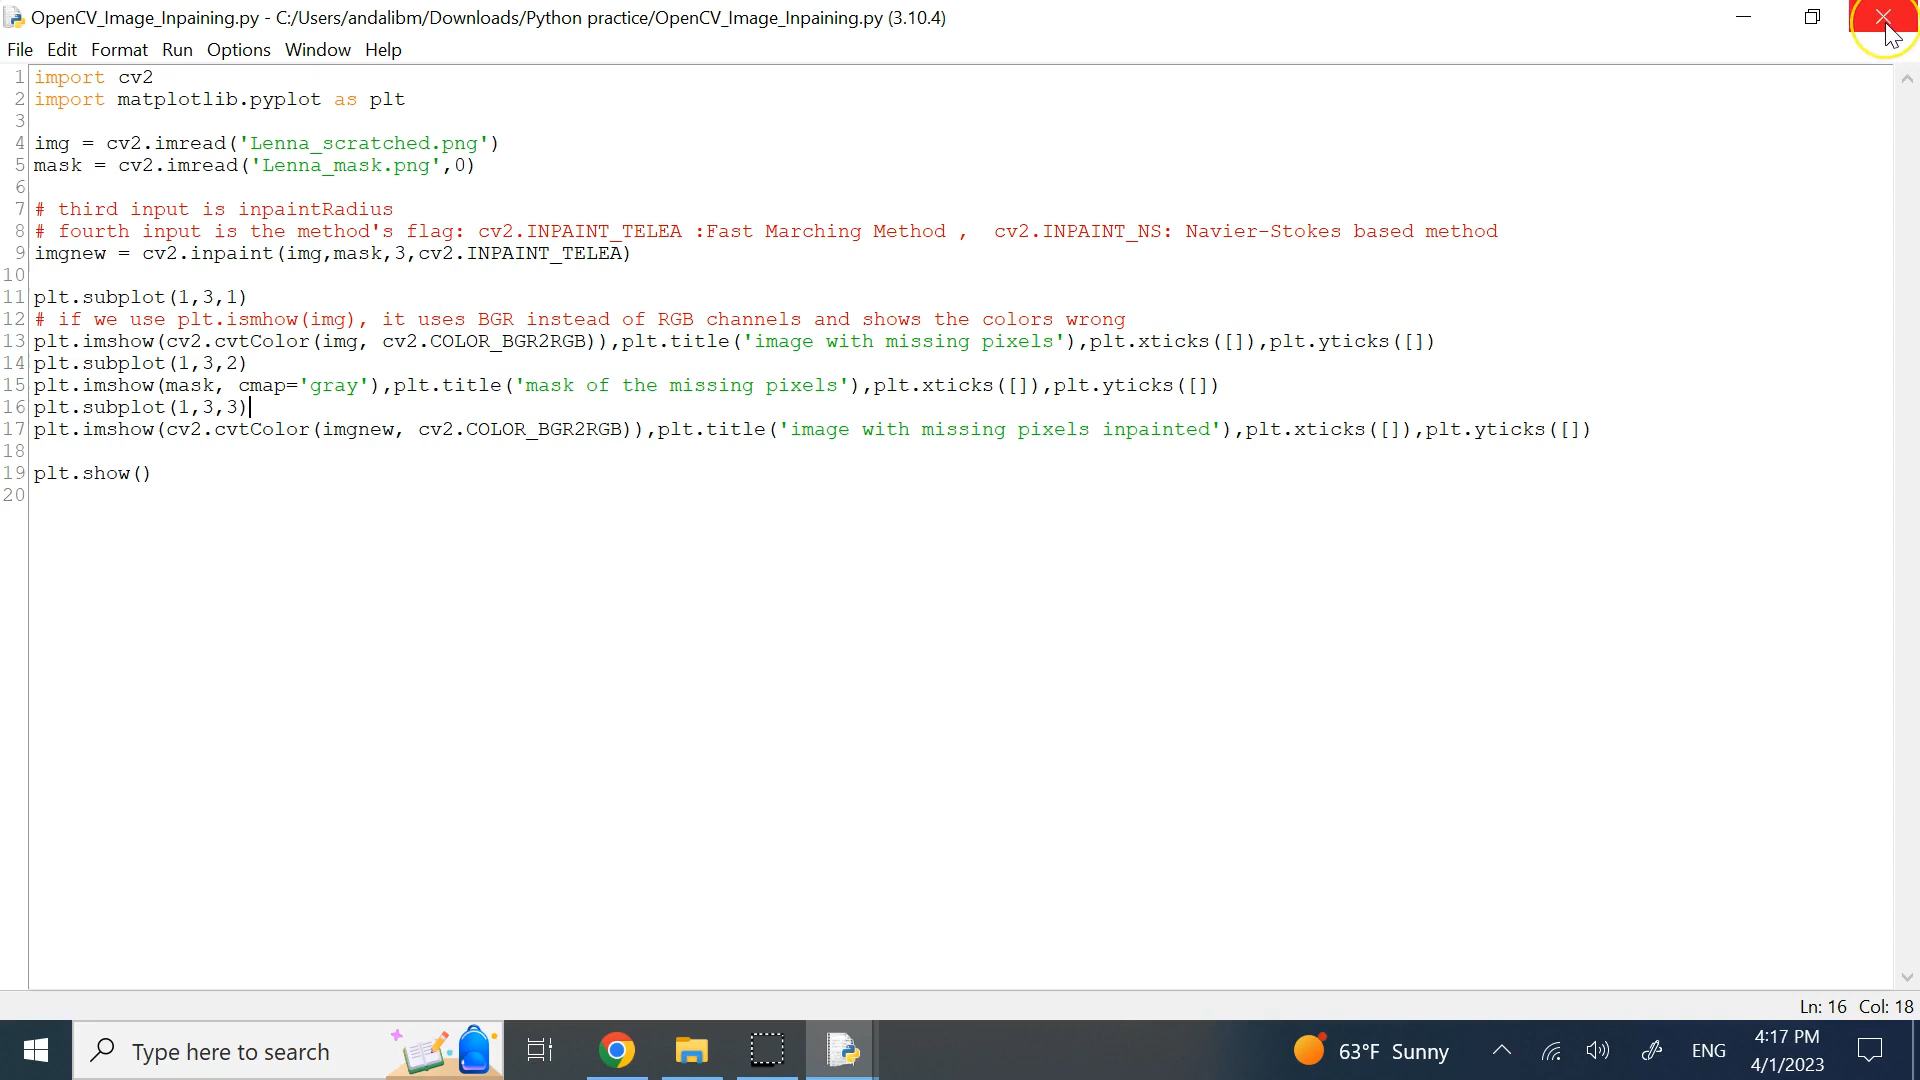 OpenCV_Image_Inpaining.py - C:/Users/andalibm/Downloads/Python practice/OpenCV_Image_Inpaining.py (3.10.4)
File Edit Format Run Options Window Help
1 import cv2
2 import matplotlib.pyplot as plt
3
4 img = cv2.imread('Lenna_scratched.png')
5 mask = cv2.imread('Lenna_mask.png',0)
6
7 # third input is inpaintRadius
8 # fourth input is the method's flag: cv2.INPAINT_TELEA :Fast Marching Method ,  cv2.INPAINT_NS: Navier-Stokes based method
9 imgnew = cv2.inpaint(img,mask,3,cv2.INPAINT_TELEA)
10
11 plt.subplot(1,3,1)
12 # if we use plt.ismhow(img), it uses BGR instead of RGB channels and shows the colors wrong
13 plt.imshow(cv2.cvtColor(img, cv2.COLOR_BGR2RGB)),plt.title('image with missing pixels'),plt.xticks([]),plt.yticks([])
14 plt.subplot(1,3,2)
15 plt.imshow(mask, cmap='gray'),plt.title('mask of the missing pixels'),plt.xticks([]),plt.yticks([])
16 plt.subplot(1,3,3)
17 plt.imshow(cv2.cvtColor(imgnew, cv2.COLOR_BGR2RGB)),plt.title('image with missing pixels inpainted'),plt.xticks([]),plt.yticks([])
18
19 plt.show()
20
Ln: 16 Col: 18
Type here to search
63°F Sunny
ENG
4:17 PM
4/1/2023